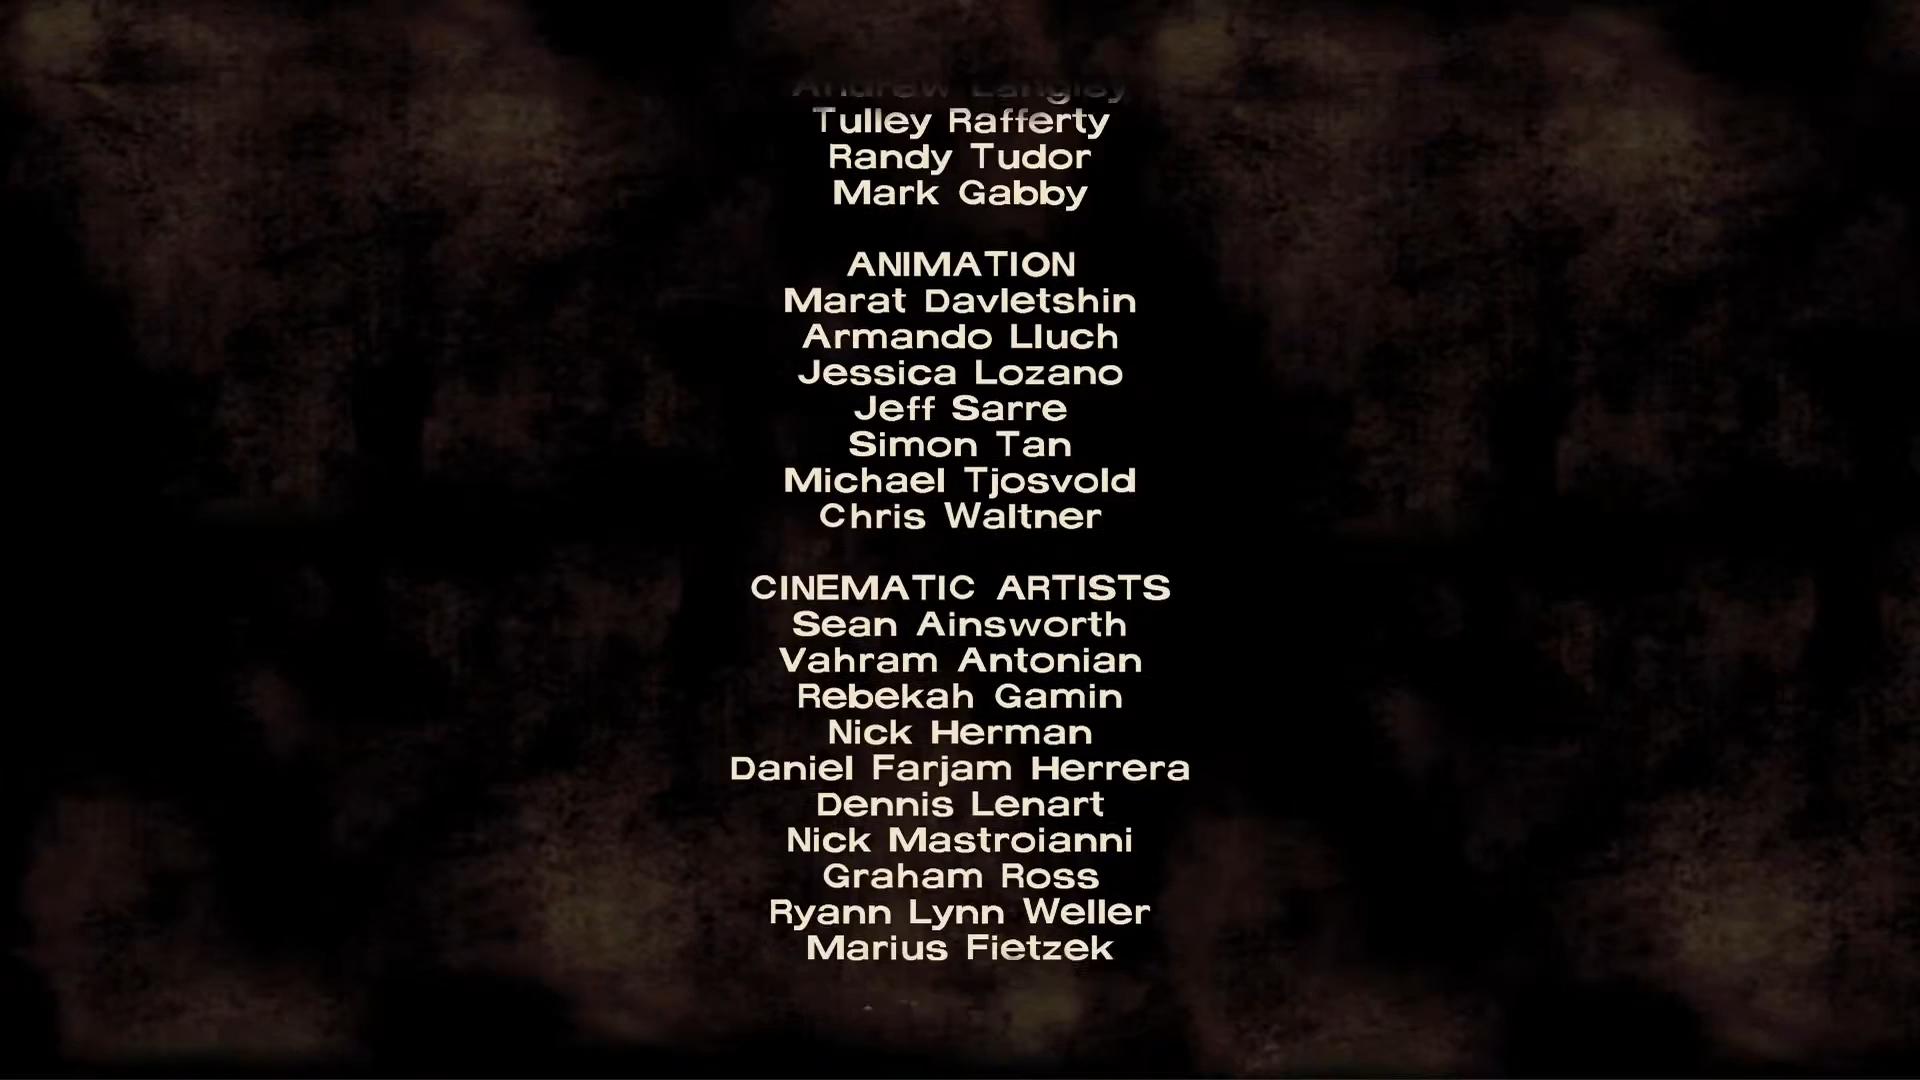 Andraw Langley
Tulley Rafferty
Randy Tudor
Mark Gabby
ANIMATION
Marat Davletshin
Armando Lluch
Jessica Lozano
Jeff Sarre
Simon Tan
Michael Tjosvold
Chris Waltner
CINEMATIC ARTISTS
Sean Ainsworth
Vahram Antonian
Rebekah Gamin
Nick Herman
Daniel Farjam Herrera
Dennis Lenart
Nick Mastroianni
Graham Ross
Ryann Lynn Weller
Marius Fietzek